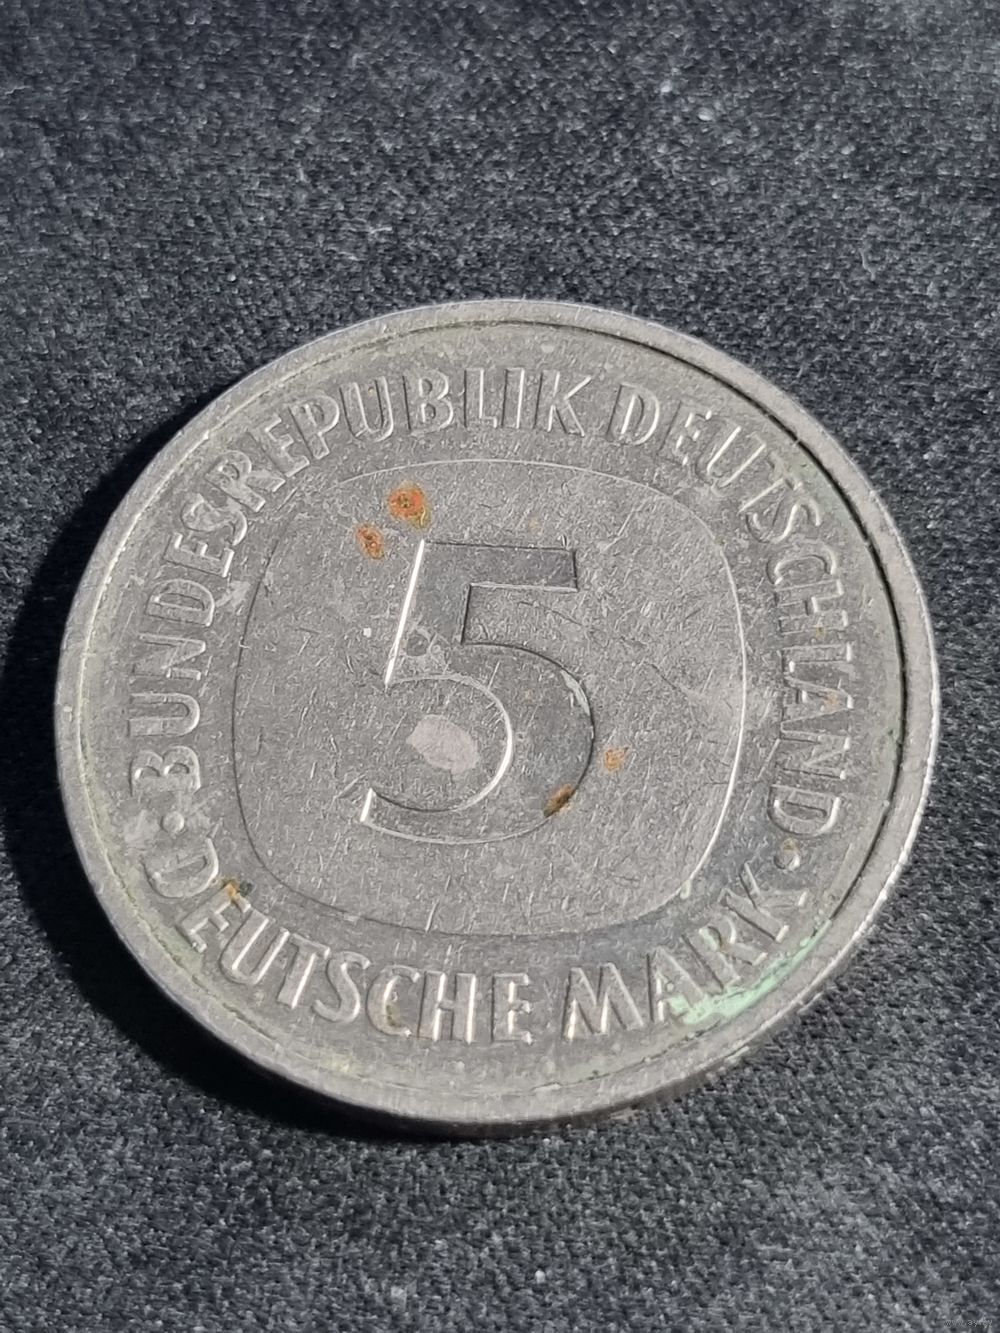 BUNDESREPUBLIK DEUTSCHLAND
5
DEUTSCHE MARK